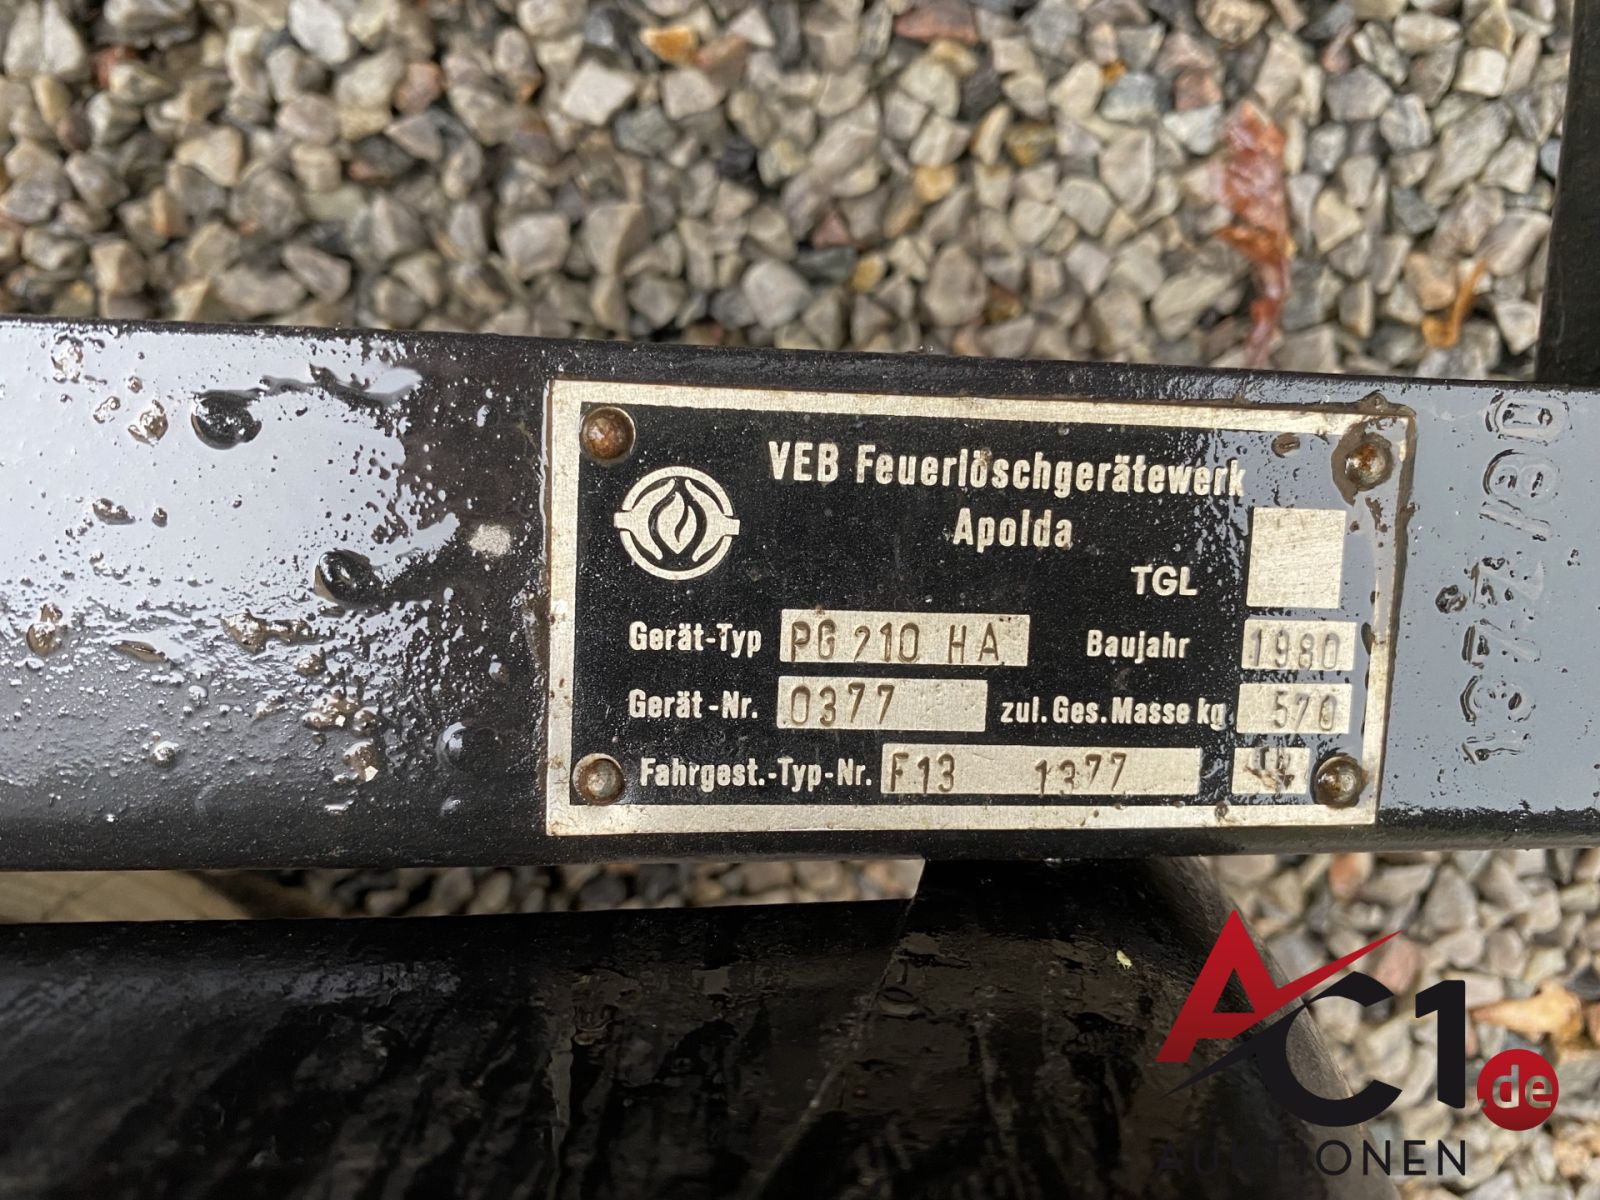 VEB Feuerlöschgerätewerk
Apolda
TGL
Gerät-Typ PG 210 HA Baujahr 1980
Gerät-Nr. 0377 zul. Ges. Masse kg 570
Fahrgest.-Typ-Nr. F13 1377
AC1.de
AUKTIONEN